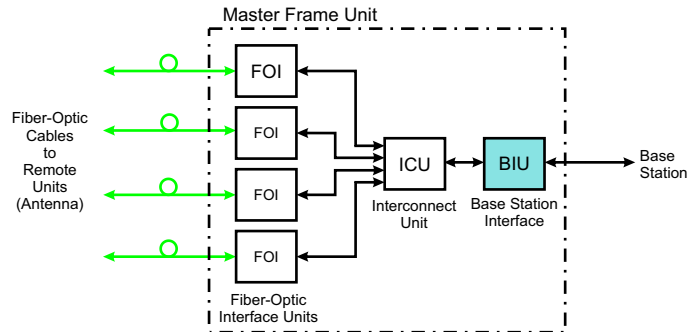 Master Frame Unit
FOI
FOI
FOI
FOI
Fiber-Optic
Cables
to
Remote
Units
(Antenna)
ICU
BIU
Base
Station
Interconnect
Unit
Base Station
Interface
Fiber-Optic
Interface Units